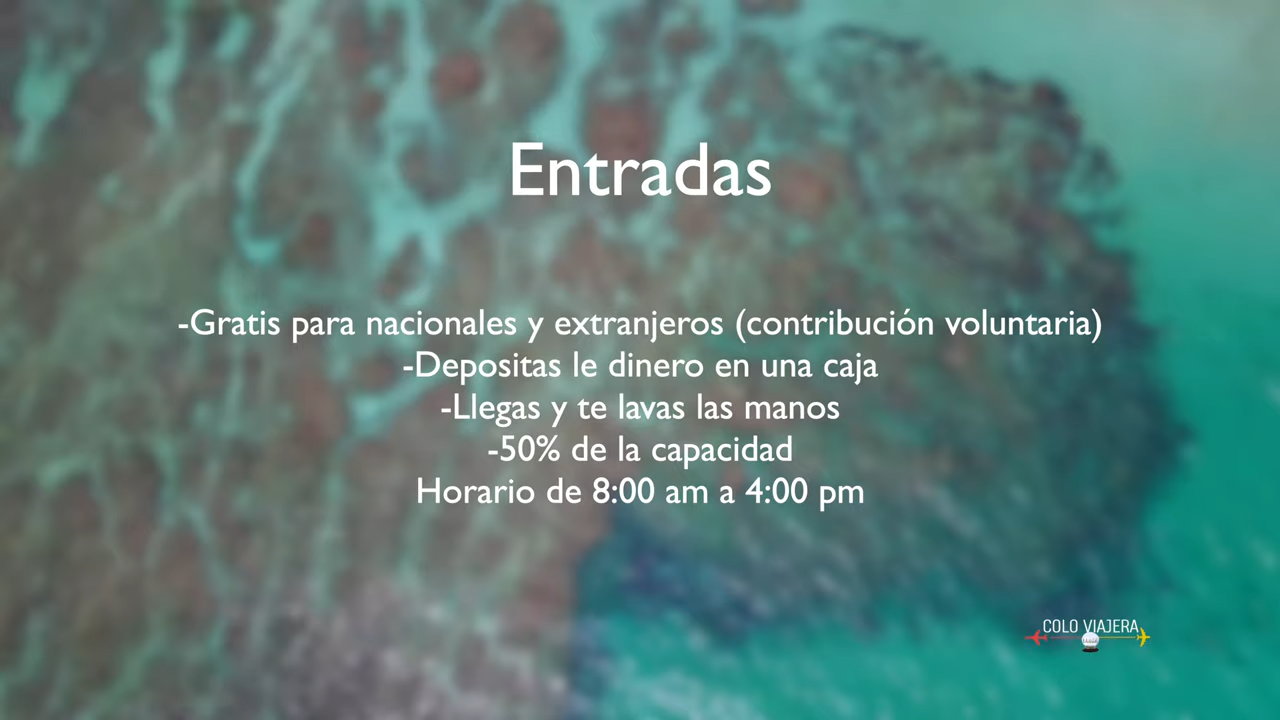 Entradas
-Gratis para nacionales y extranjeros (contribución voluntaria)
-Depositas le dinero en una caja
-Llegas y te lavas las manos
-50% de la capacidad
Horario de 8:00 am a 4:00 pm
COLO VIAJERA